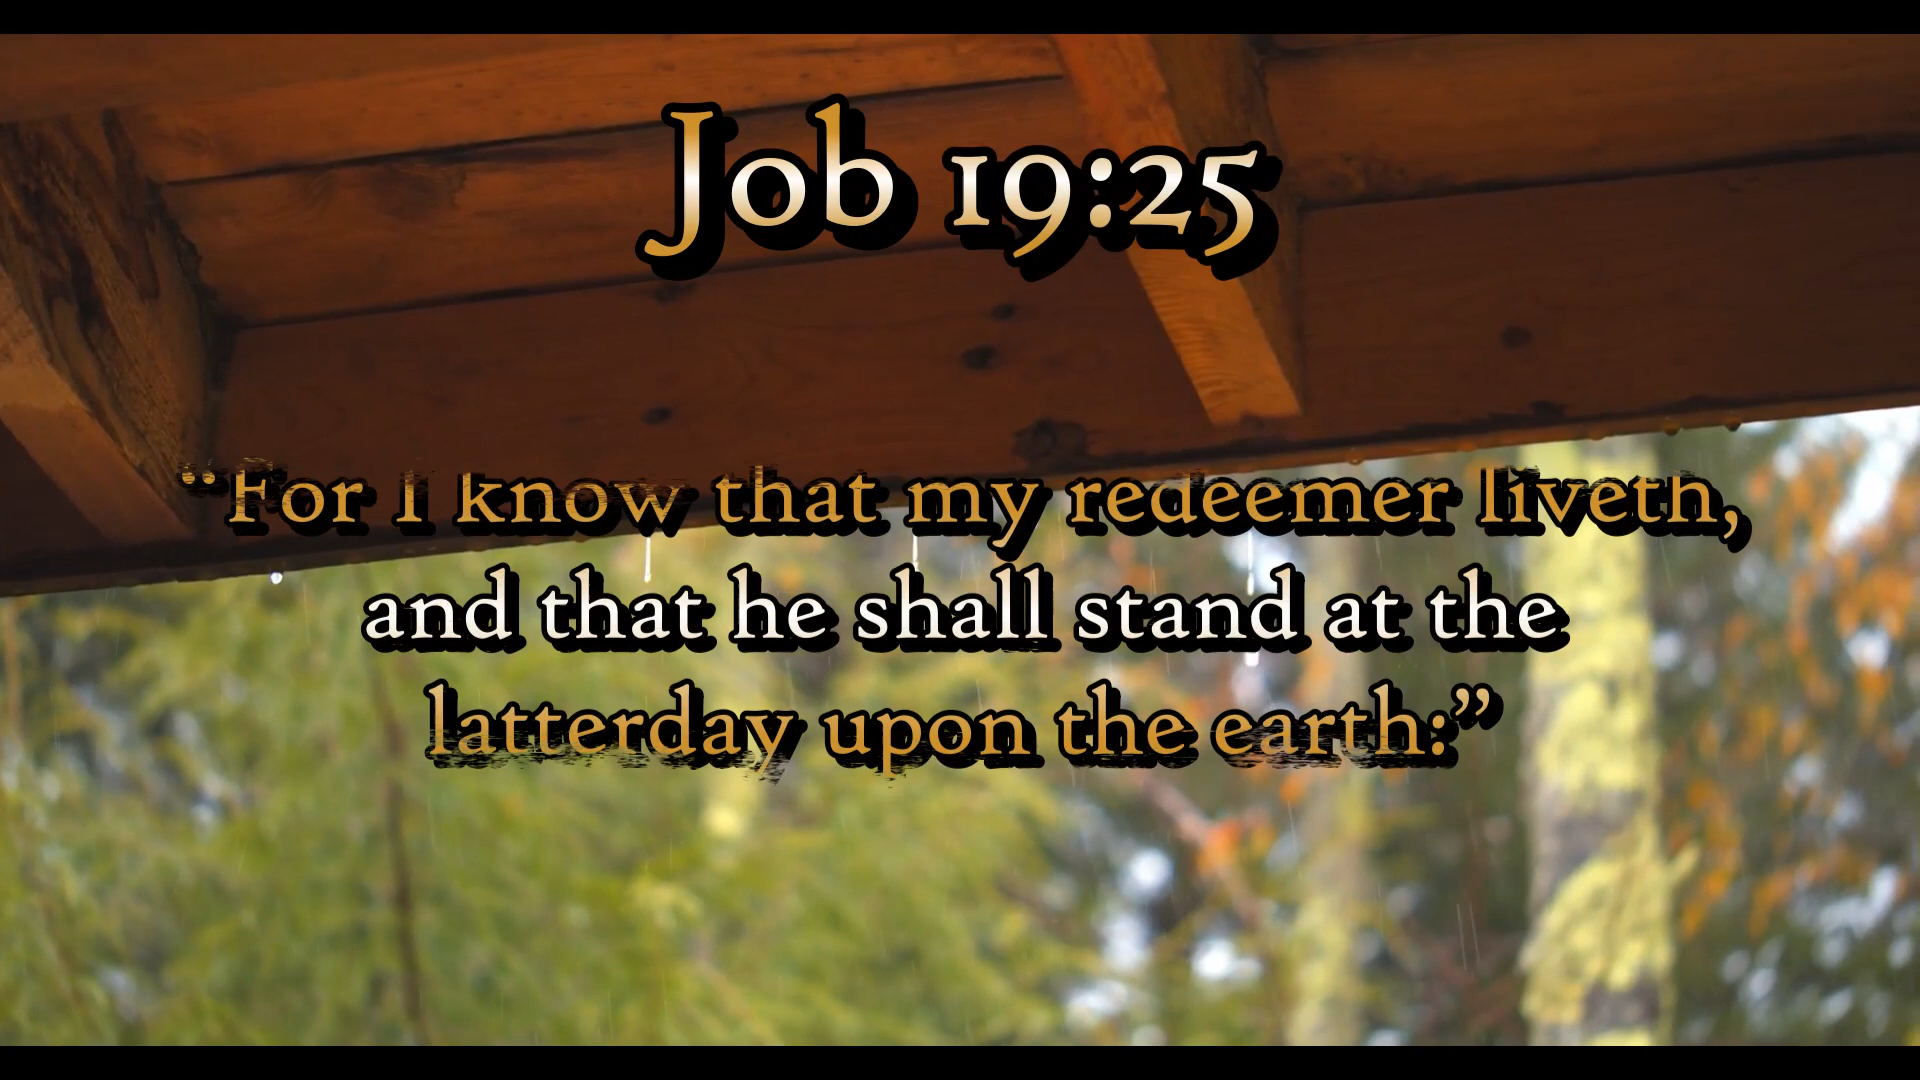 Job 19:25
“For I know that my redeemer liveth,
and that he shall stand at the
latterday upon the earth:”